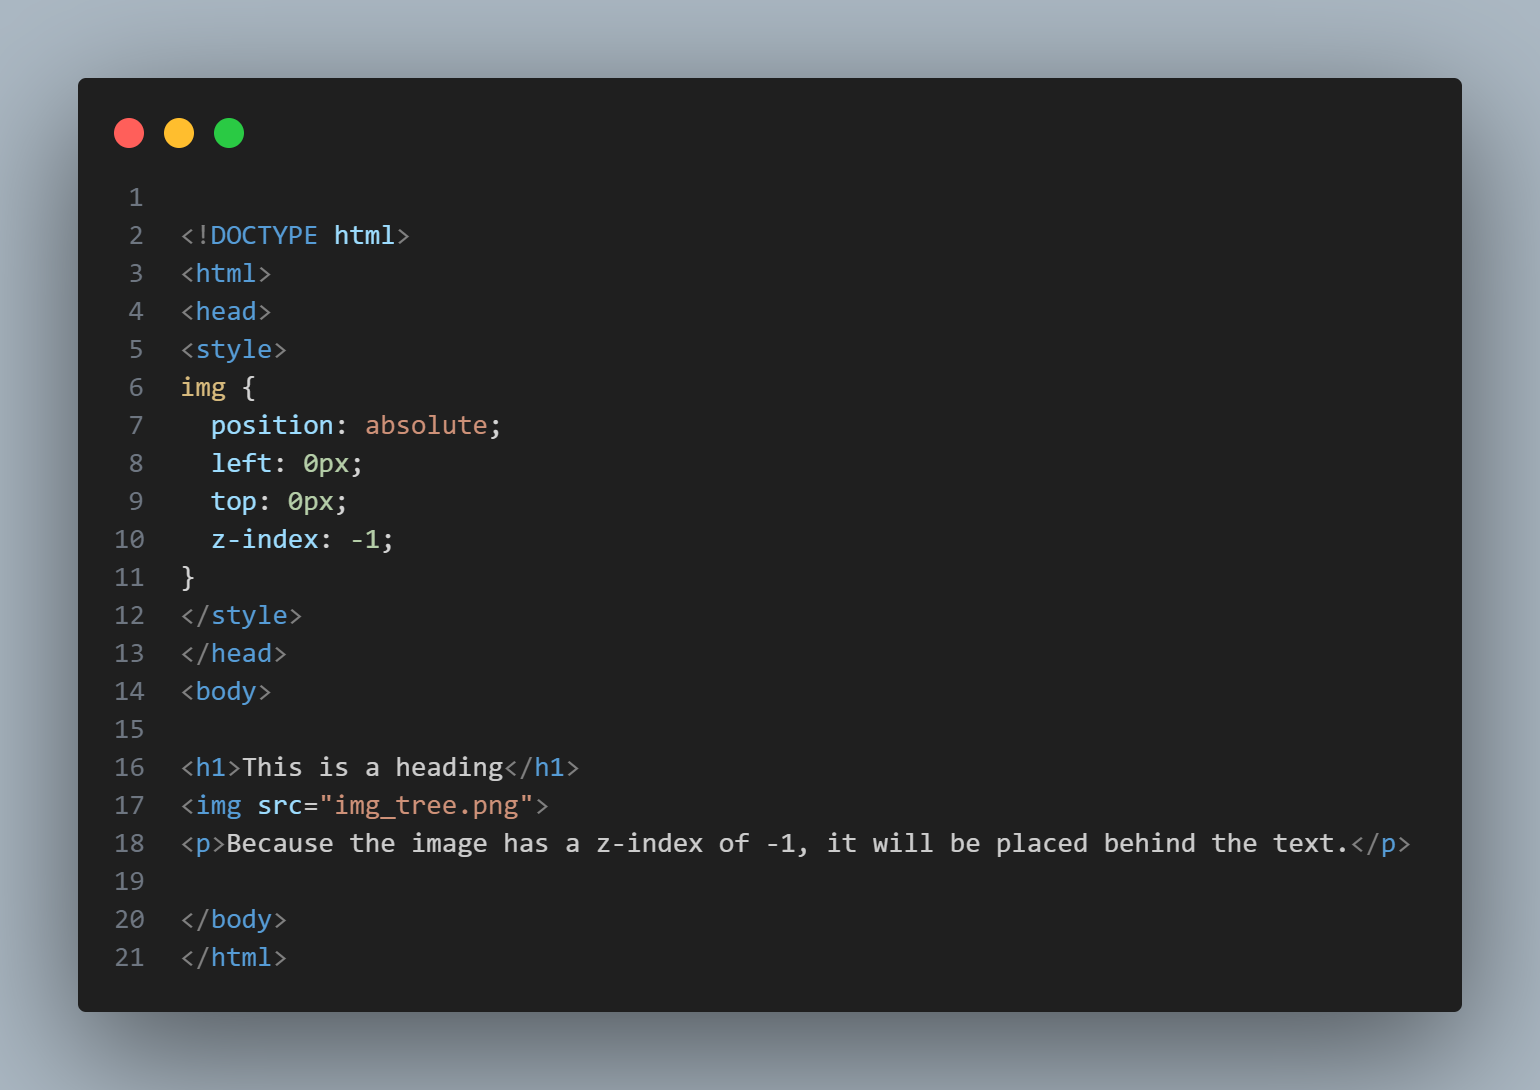 1
2 <!DOCTYPE html>
3 <html>
4 <head>
5 <style>
6 img {
7   position: absolute;
8   left: 0px;
9   top: 0px;
10   z-index: -1;
11 }
12 </style>
13 </head>
14 <body>
15
16 <h1>This is a heading</h1>
17 <img src="img_tree.png">
18 <p>Because the image has a z-index of -1, it will be placed behind the text.</p>
19
20 </body>
21 </html>